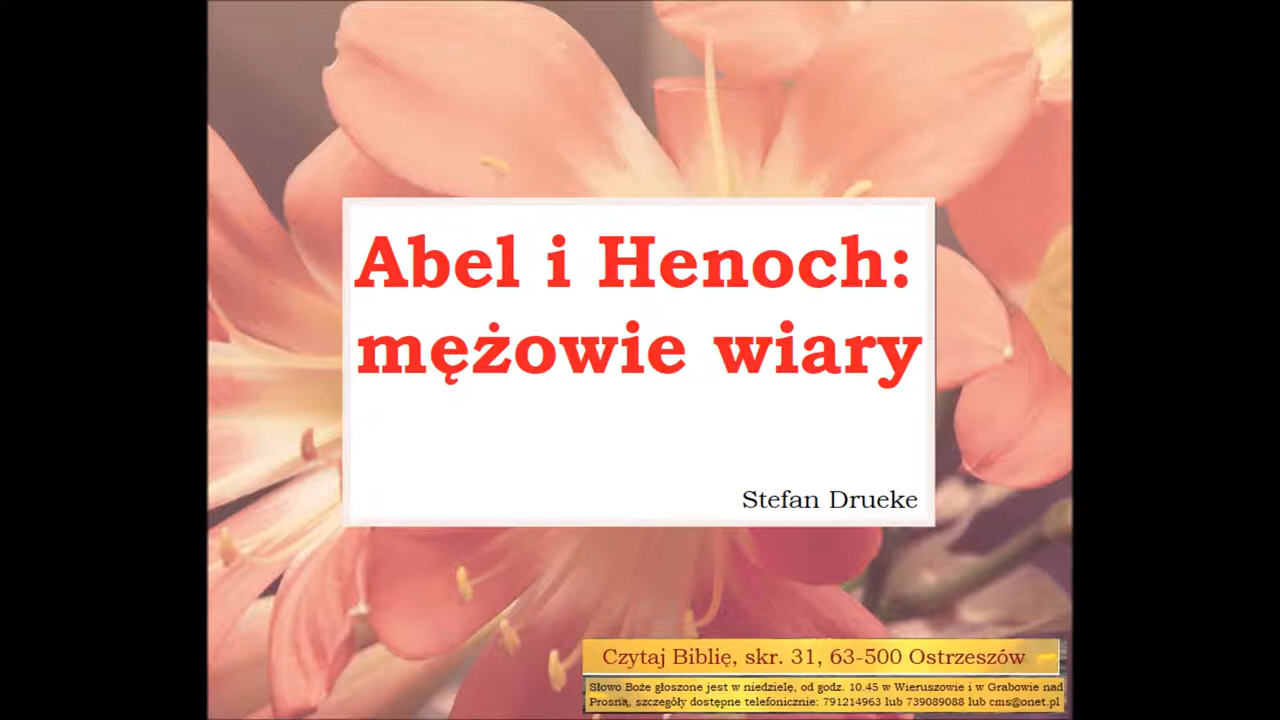 Abel i Henoch:
mężowie wiary
Stefan Drueke
Czytaj Biblię, skr. 31, 63-500 Ostrzeszów
Słowo Boże głoszone jest w niedzielę, od godz. 10.45 w Wieruszowie i w Grabowie nad
Prosną, szczegóły dostępne telefonicznie: 791214963 lub 739089088 lub cms@onet.pl